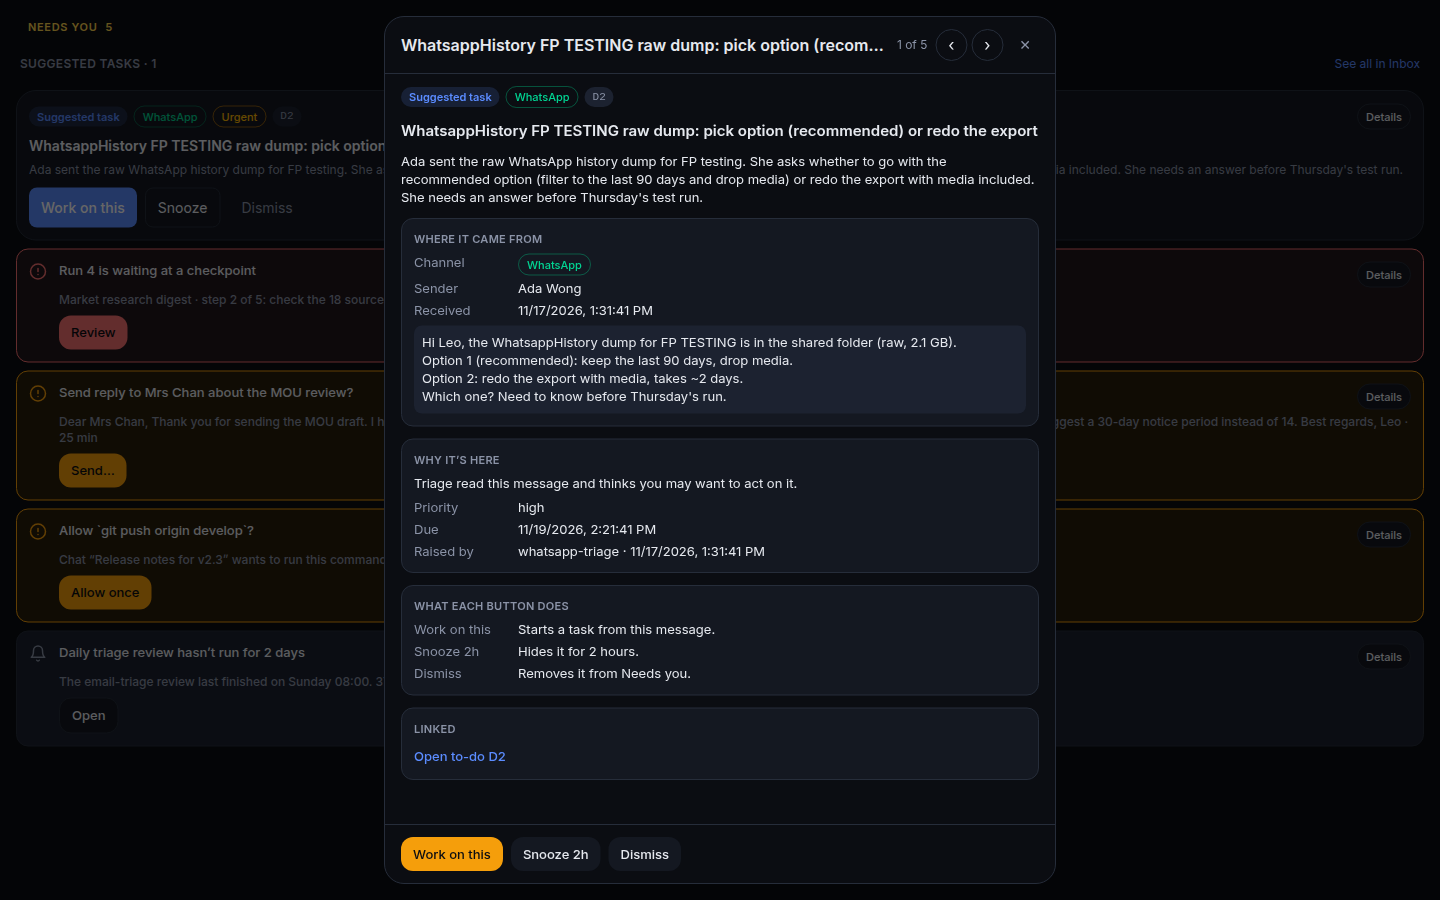 NEEDS YOU 5
SUGGESTED TASKS · 1
See all in Inbox
Suggested task WhatsApp Urgent D2
Details
WhatsappHistory FP TESTING raw dump: pick option
Ada sent the raw WhatsApp history dump for FP testing. She
included. She needs an answer before Thursday's test run.
Work on this Snooze Dismiss
Run 4 is waiting at a checkpoint
Details
Market research digest · step 2 of 5: check the 18 source
Review
Send reply to Mrs Chan about the MOU review?
Details
Dear Mrs Chan, Thank you for sending the MOU draft. I
a 30-day notice period instead of 14. Best regards, Leo ·
25 min
Send...
Allow `git push origin develop`?
Details
Chat “Release notes for v2.3” wants to run this command
Allow once
Daily triage review hasn't run for 2 days
Details
The email-triage review last finished on Sunday 08:00.
Open
WhatsappHistory FP TESTING raw dump: pick option (recom...
1 of 5 ‹ › ×
Suggested task WhatsApp D2
WhatsappHistory FP TESTING raw dump: pick option (recommended) or redo the export
Ada sent the raw WhatsApp history dump for FP testing. She asks whether to go with the
recommended option (filter to the last 90 days and drop media) or redo the export with media included.
She needs an answer before Thursday's test run.
WHERE IT CAME FROM
Channel WhatsApp
Sender Ada Wong
Received 11/17/2026, 1:31:41 PM
Hi Leo, the WhatsappHistory dump for FP TESTING is in the shared folder (raw, 2.1 GB).
Option 1 (recommended): keep the last 90 days, drop media.
Option 2: redo the export with media, takes ~2 days.
Which one? Need to know before Thursday's run.
WHY IT'S HERE
Triage read this message and thinks you may want to act on it.
Priority high
Due 11/19/2026, 2:21:41 PM
Raised by whatsapp-triage · 11/17/2026, 1:31:41 PM
WHAT EACH BUTTON DOES
Work on this Starts a task from this message.
Snooze 2h Hides it for 2 hours.
Dismiss Removes it from Needs you.
LINKED
Open to-do D2
Work on this Snooze 2h Dismiss